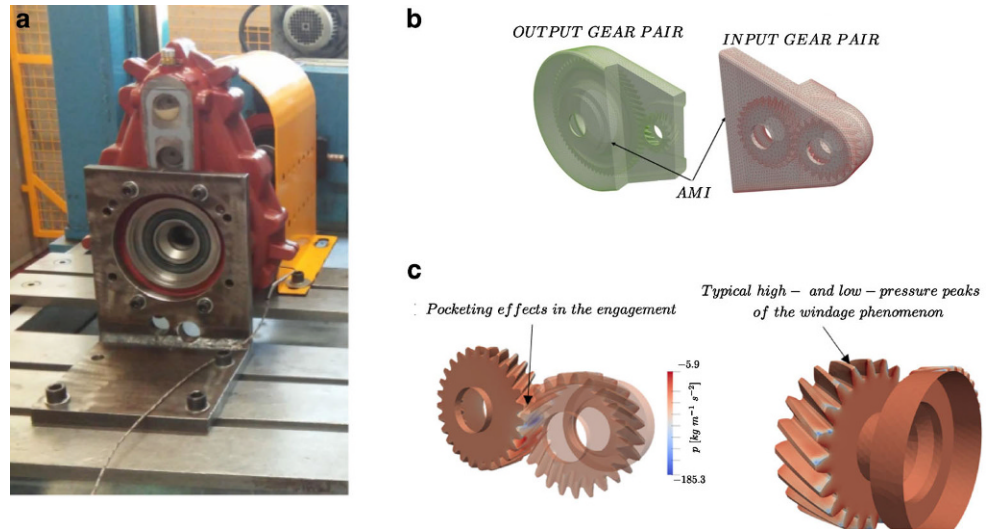 a
b
OUTPUT GEAR PAIR
INPUT GEAR PAIR
AMI
c
Pocketing effects in the engagement
Typical high − and low − pressure peaks
of the windage phenomenon
−5.9
p [kg m⁻¹ s⁻²]
−185.3